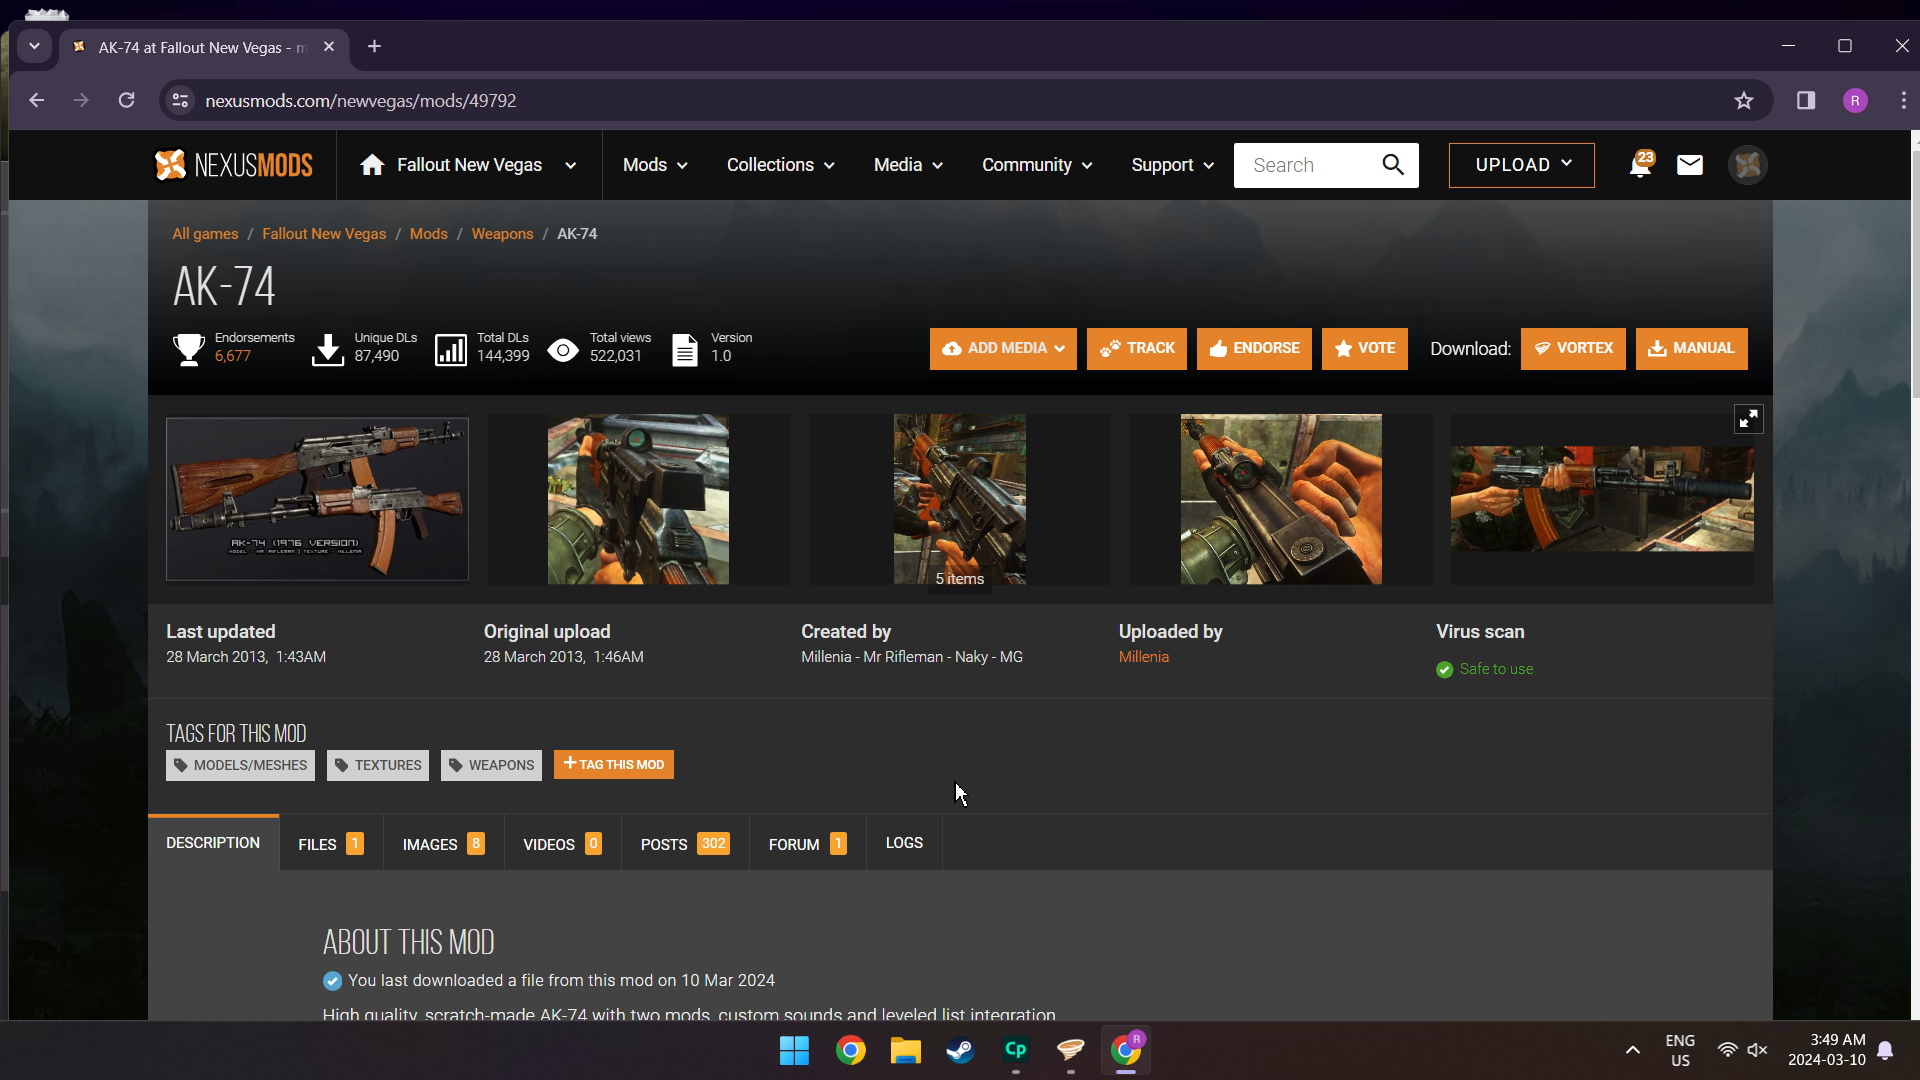 AK-74 at Fallout New Vegas - m
nexusmods.com/newvegas/mods/49792
R
NEXUSMODS
Fallout New Vegas
Mods
Collections
Media
Community
Support
Search
UPLOAD
23
All games / Fallout New Vegas / Mods / Weapons / AK-74
AK-74
Endorsements
6,677
Unique DLs
87,490
Total DLs
144,399
Total views
522,031
Version
1.0
ADD MEDIA
TRACK
ENDORSE
VOTE
Download:
VORTEX
MANUAL
AK-74 (1976 VERSION)
MODEL - MR RIFLEMAN | TEXTURE - MILLENIA
5 items
Last updated
28 March 2013, 1:43AM
Original upload
28 March 2013, 1:46AM
Created by
Millenia - Mr Rifleman - Naky - MG
Uploaded by
Millenia
Virus scan
Safe to use
TAGS FOR THIS MOD
MODELS/MESHES
TEXTURES
WEAPONS
+ TAG THIS MOD
DESCRIPTION
FILES 1
IMAGES 8
VIDEOS 0
POSTS 302
FORUM 1
LOGS
ABOUT THIS MOD
You last downloaded a file from this mod on 10 Mar 2024
High quality, scratch-made AK-74 with two mods, custom sounds and leveled list integration
Cp
R
ENG
US
3:49 AM
2024-03-10